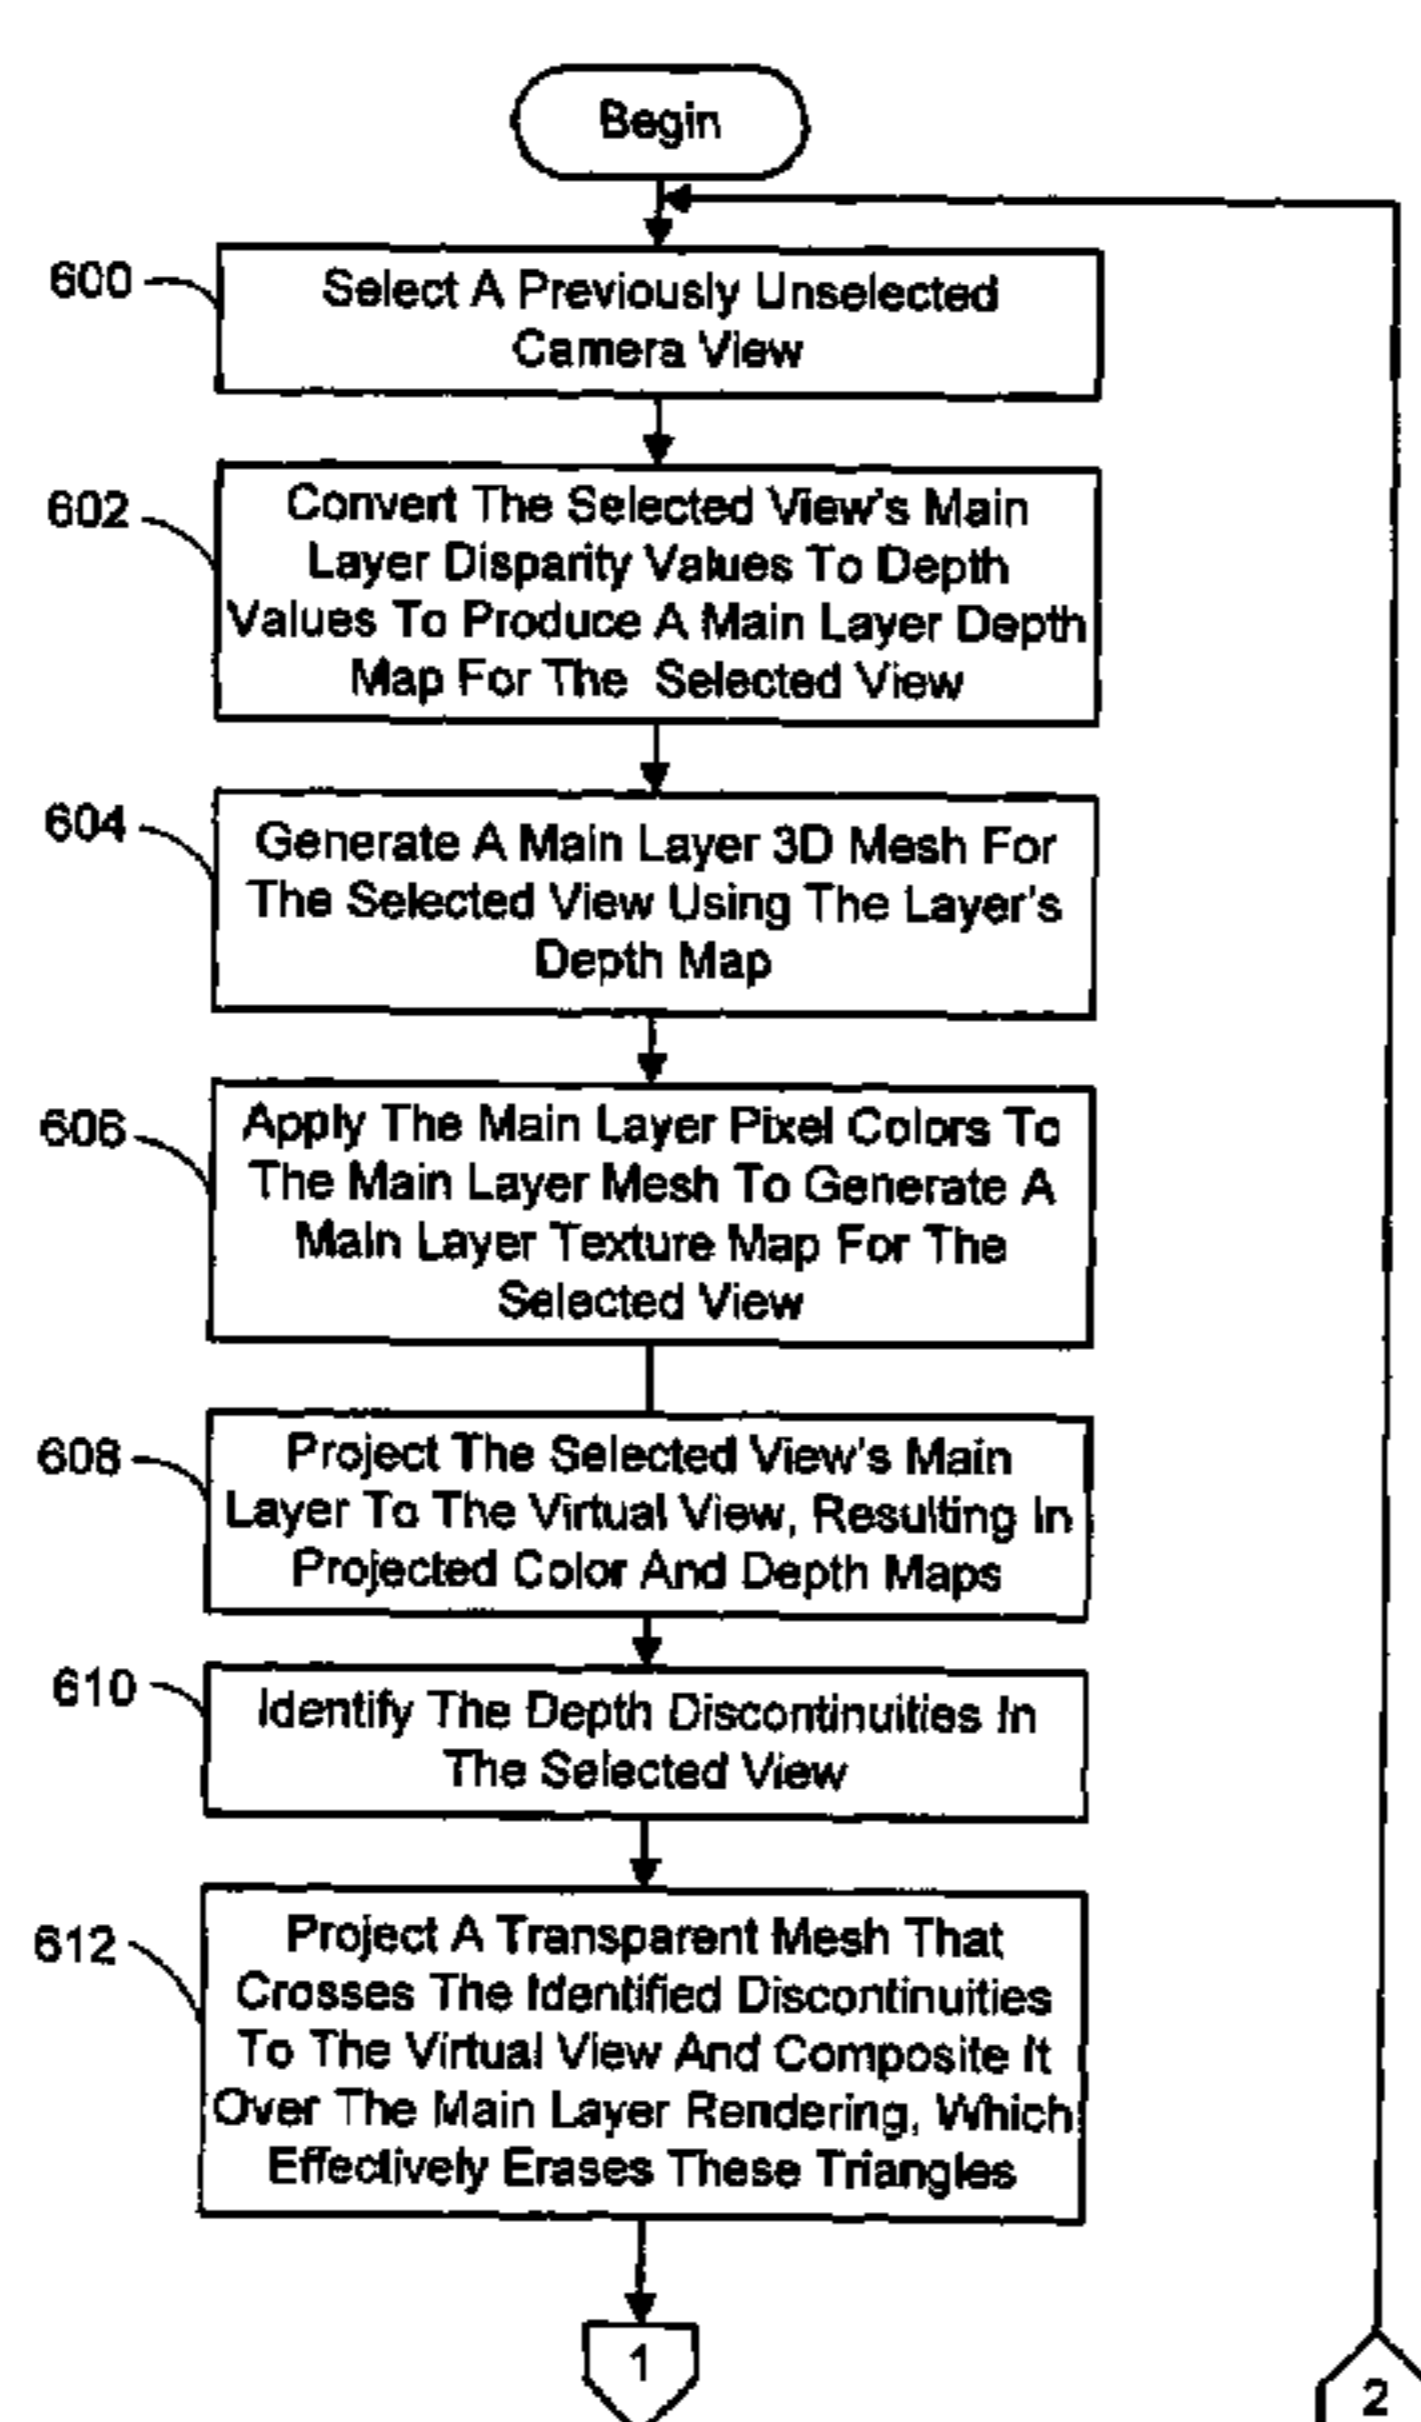 Begin
600
Select A Previously Unselected
Camera View
602
Convert The Selected View's Main
Layer Disparity Values To Depth
Values To Produce A Main Layer Depth
Map For The Selected View
604
Generate A Main Layer 3D Mesh For
The Selected View Using The Layer's
Depth Map
606
Apply The Main Layer Pixel Colors To
The Main Layer Mesh To Generate A
Main Layer Texture Map For The
Selected View
608
Project The Selected View's Main
Layer To The Virtual View, Resulting In
Projected Color And Depth Maps
610
Identify The Depth Discontinuities In
The Selected View
612
Project A Transparent Mesh That
Crosses The Identified Discontinuities
To The Virtual View And Composite It
Over The Main Layer Rendering, Which
Effectively Erases These Triangles
1
2